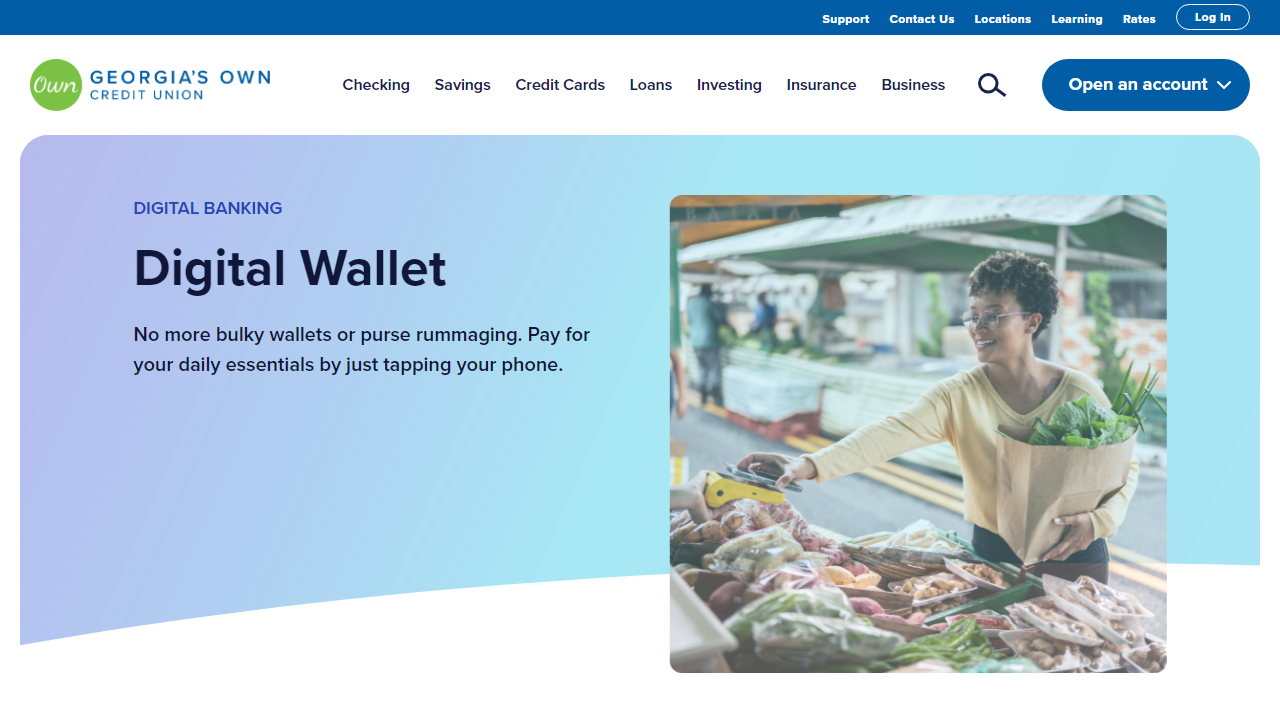 Support Contact Us Locations Learning Rates Log In
Own GEORGIA'S OWN
CREDIT UNION
Checking Savings Credit Cards Loans Investing Insurance Business Open an account
DIGITAL BANKING
Digital Wallet
No more bulky wallets or purse rummaging. Pay for
your daily essentials by just tapping your phone.
BATATA